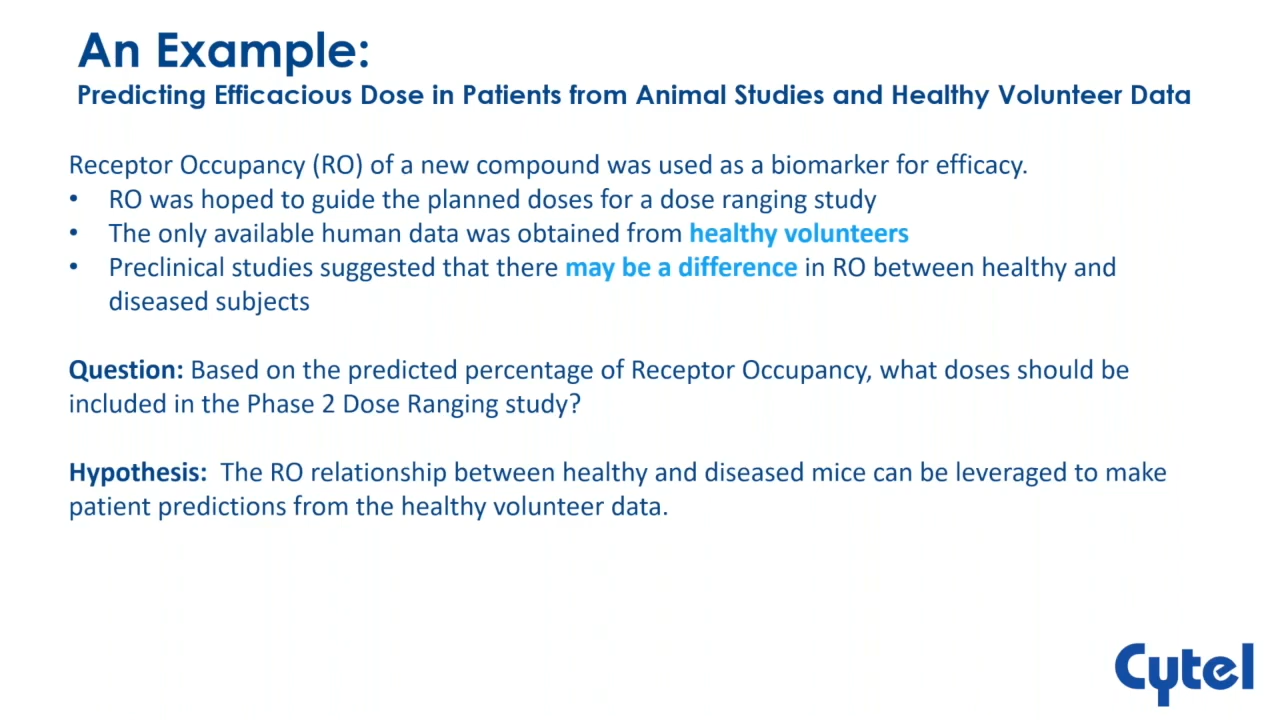 An Example:
Predicting Efficacious Dose in Patients from Animal Studies and Healthy Volunteer Data
Receptor Occupancy (RO) of a new compound was used as a biomarker for efficacy.
• RO was hoped to guide the planned doses for a dose ranging study
• The only available human data was obtained from healthy volunteers
• Preclinical studies suggested that there may be a difference in RO between healthy and
diseased subjects
Question: Based on the predicted percentage of Receptor Occupancy, what doses should be
included in the Phase 2 Dose Ranging study?
Hypothesis: The RO relationship between healthy and diseased mice can be leveraged to make
patient predictions from the healthy volunteer data.
Cytel